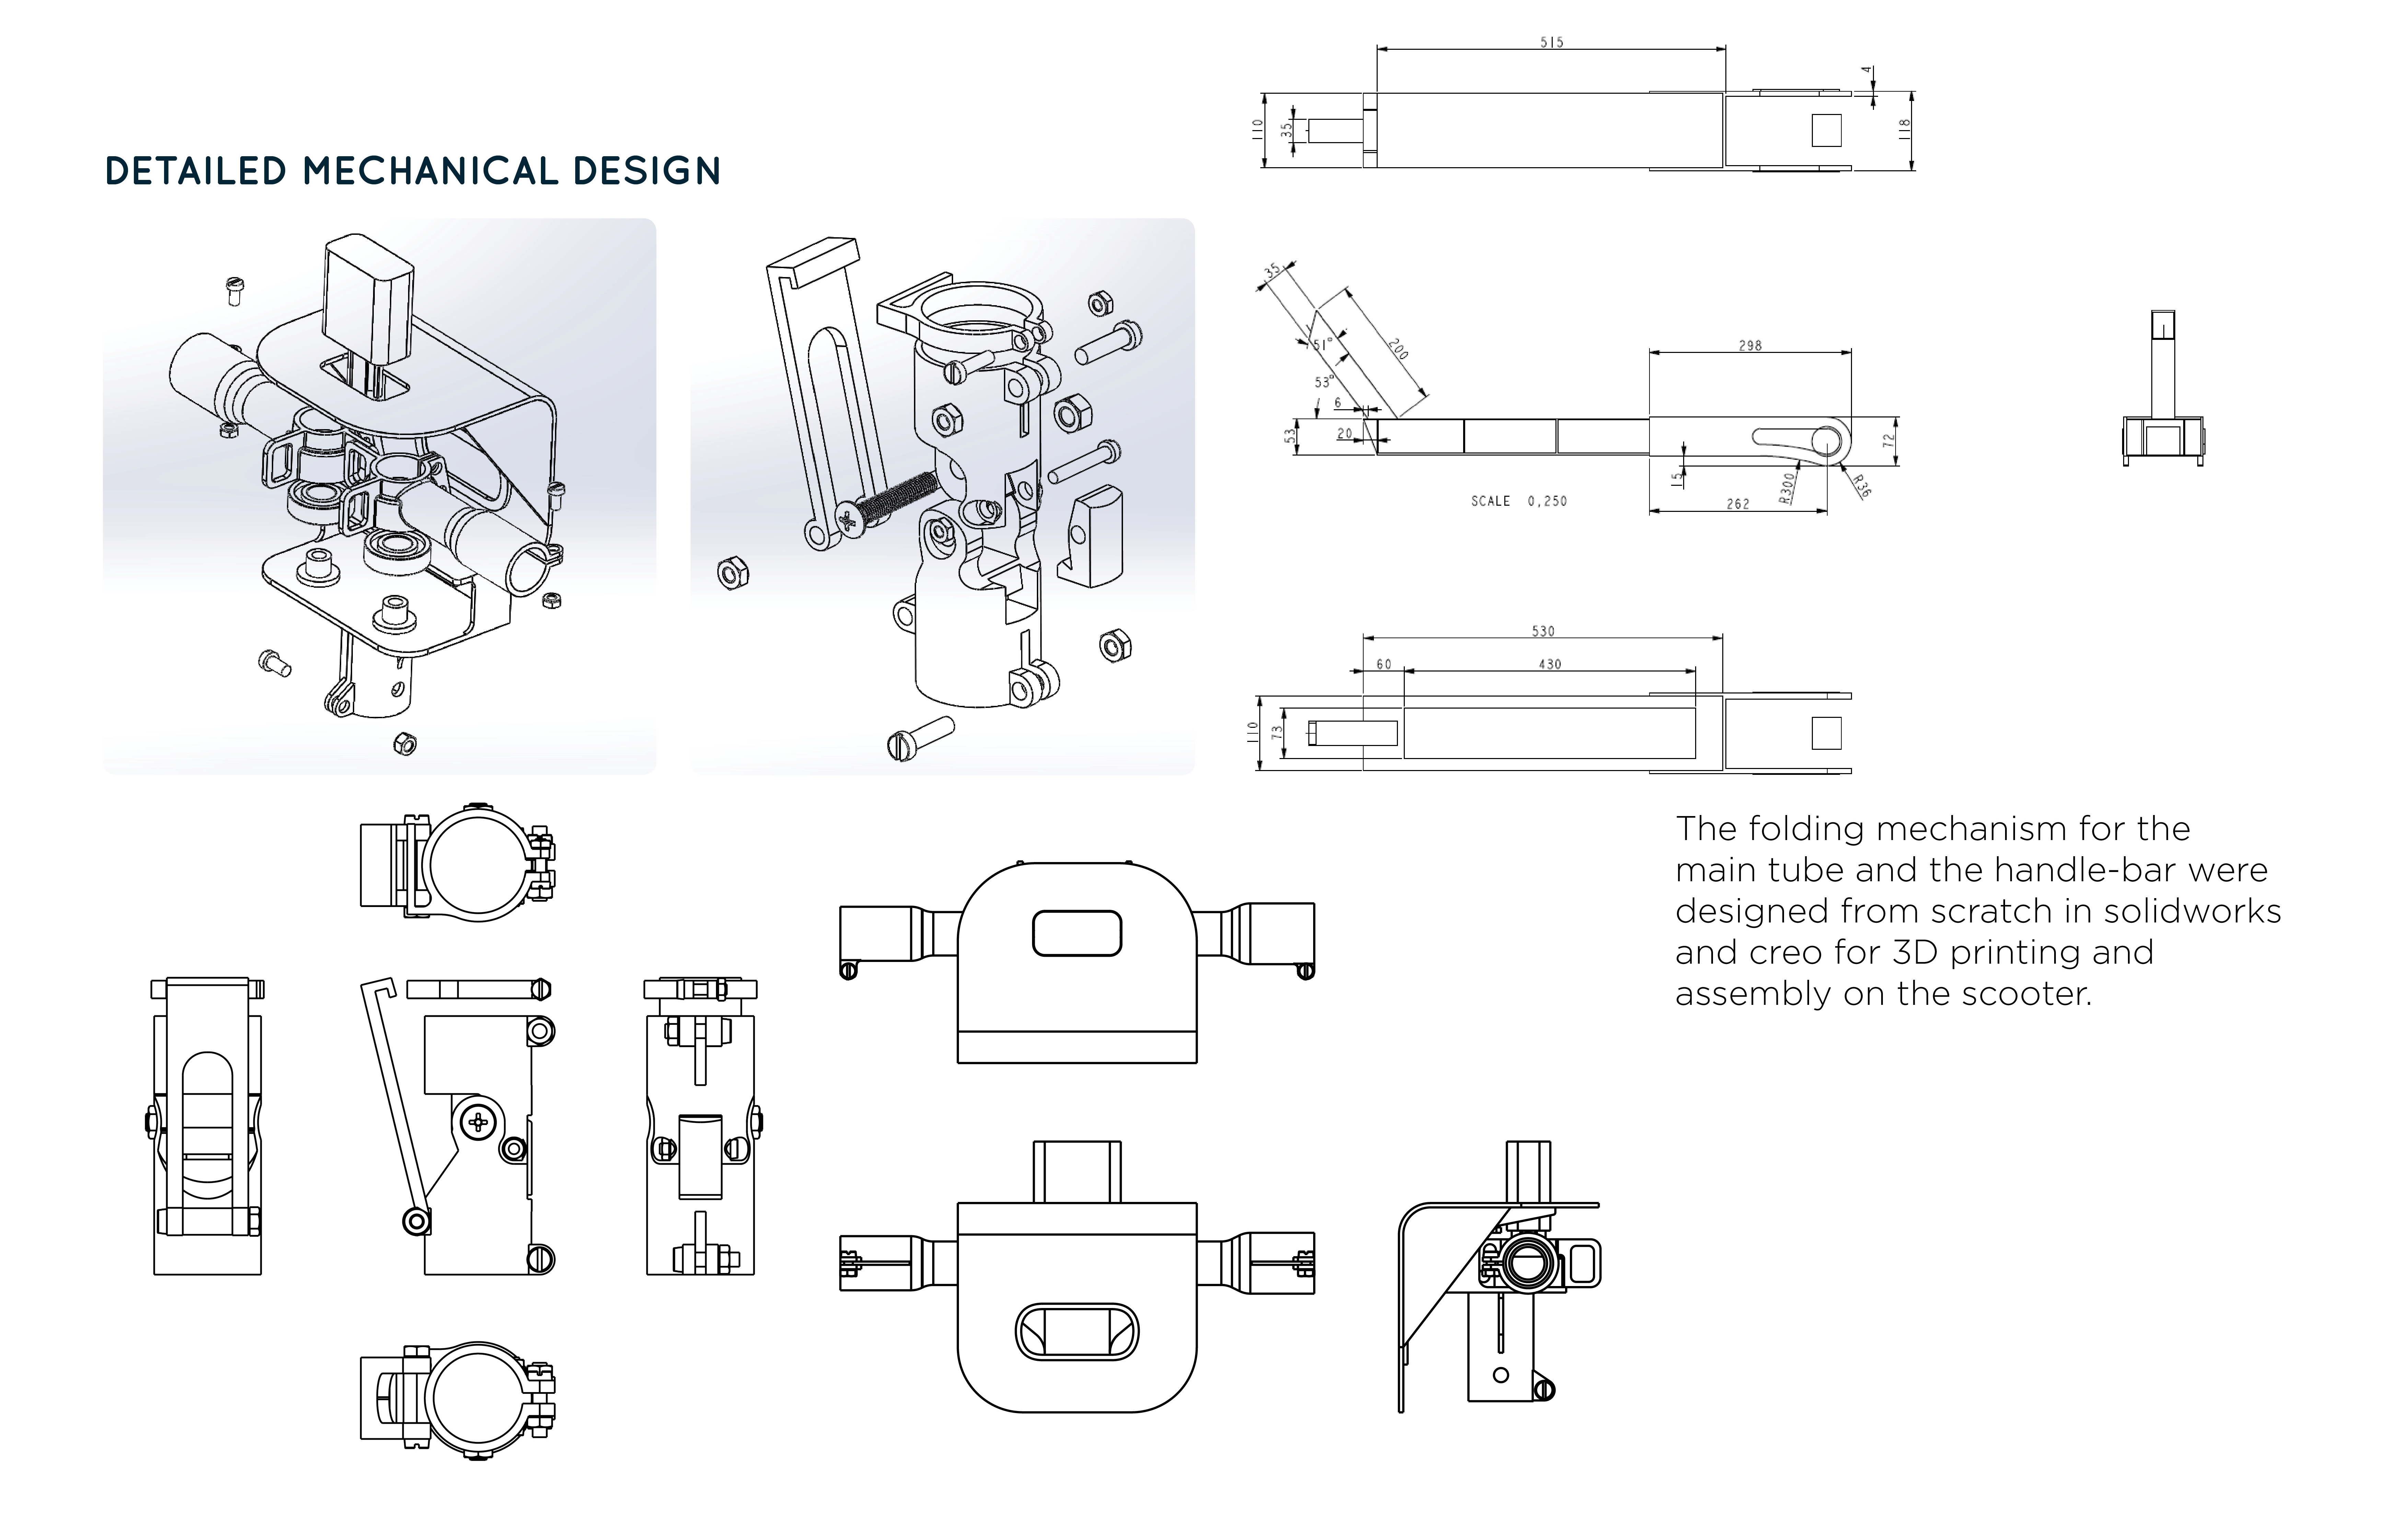 DETAILED MECHANICAL DESIGN
515
110
35
4
118
35
51°
200
53°
6
53
20
298
72
15
R300
R36
262
SCALE 0,250
530
60
430
110
73
The folding mechanism for the
main tube and the handle-bar were
designed from scratch in solidworks
and creo for 3D printing and
assembly on the scooter.